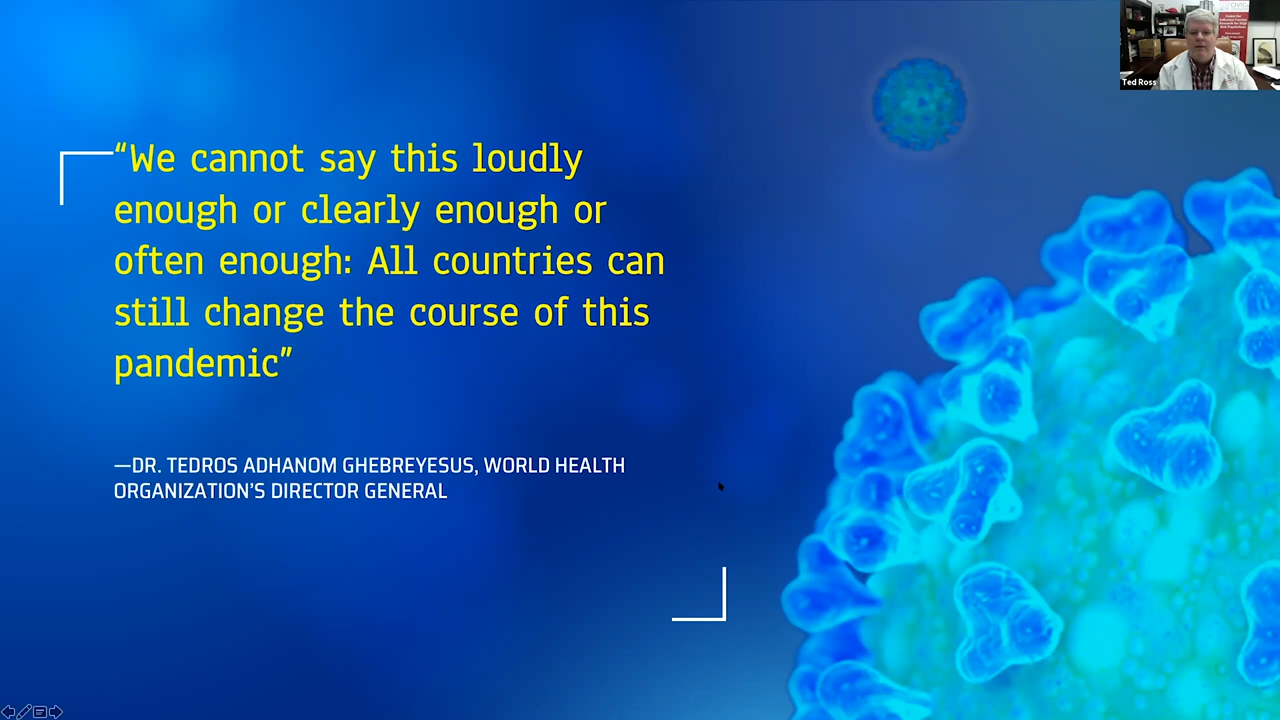 “We cannot say this loudly
enough or clearly enough or
often enough: All countries can
still change the course of this
pandemic”
—DR. TEDROS ADHANOM GHEBREYESUS, WORLD HEALTH
ORGANIZATION’S DIRECTOR GENERAL
Ted Ross